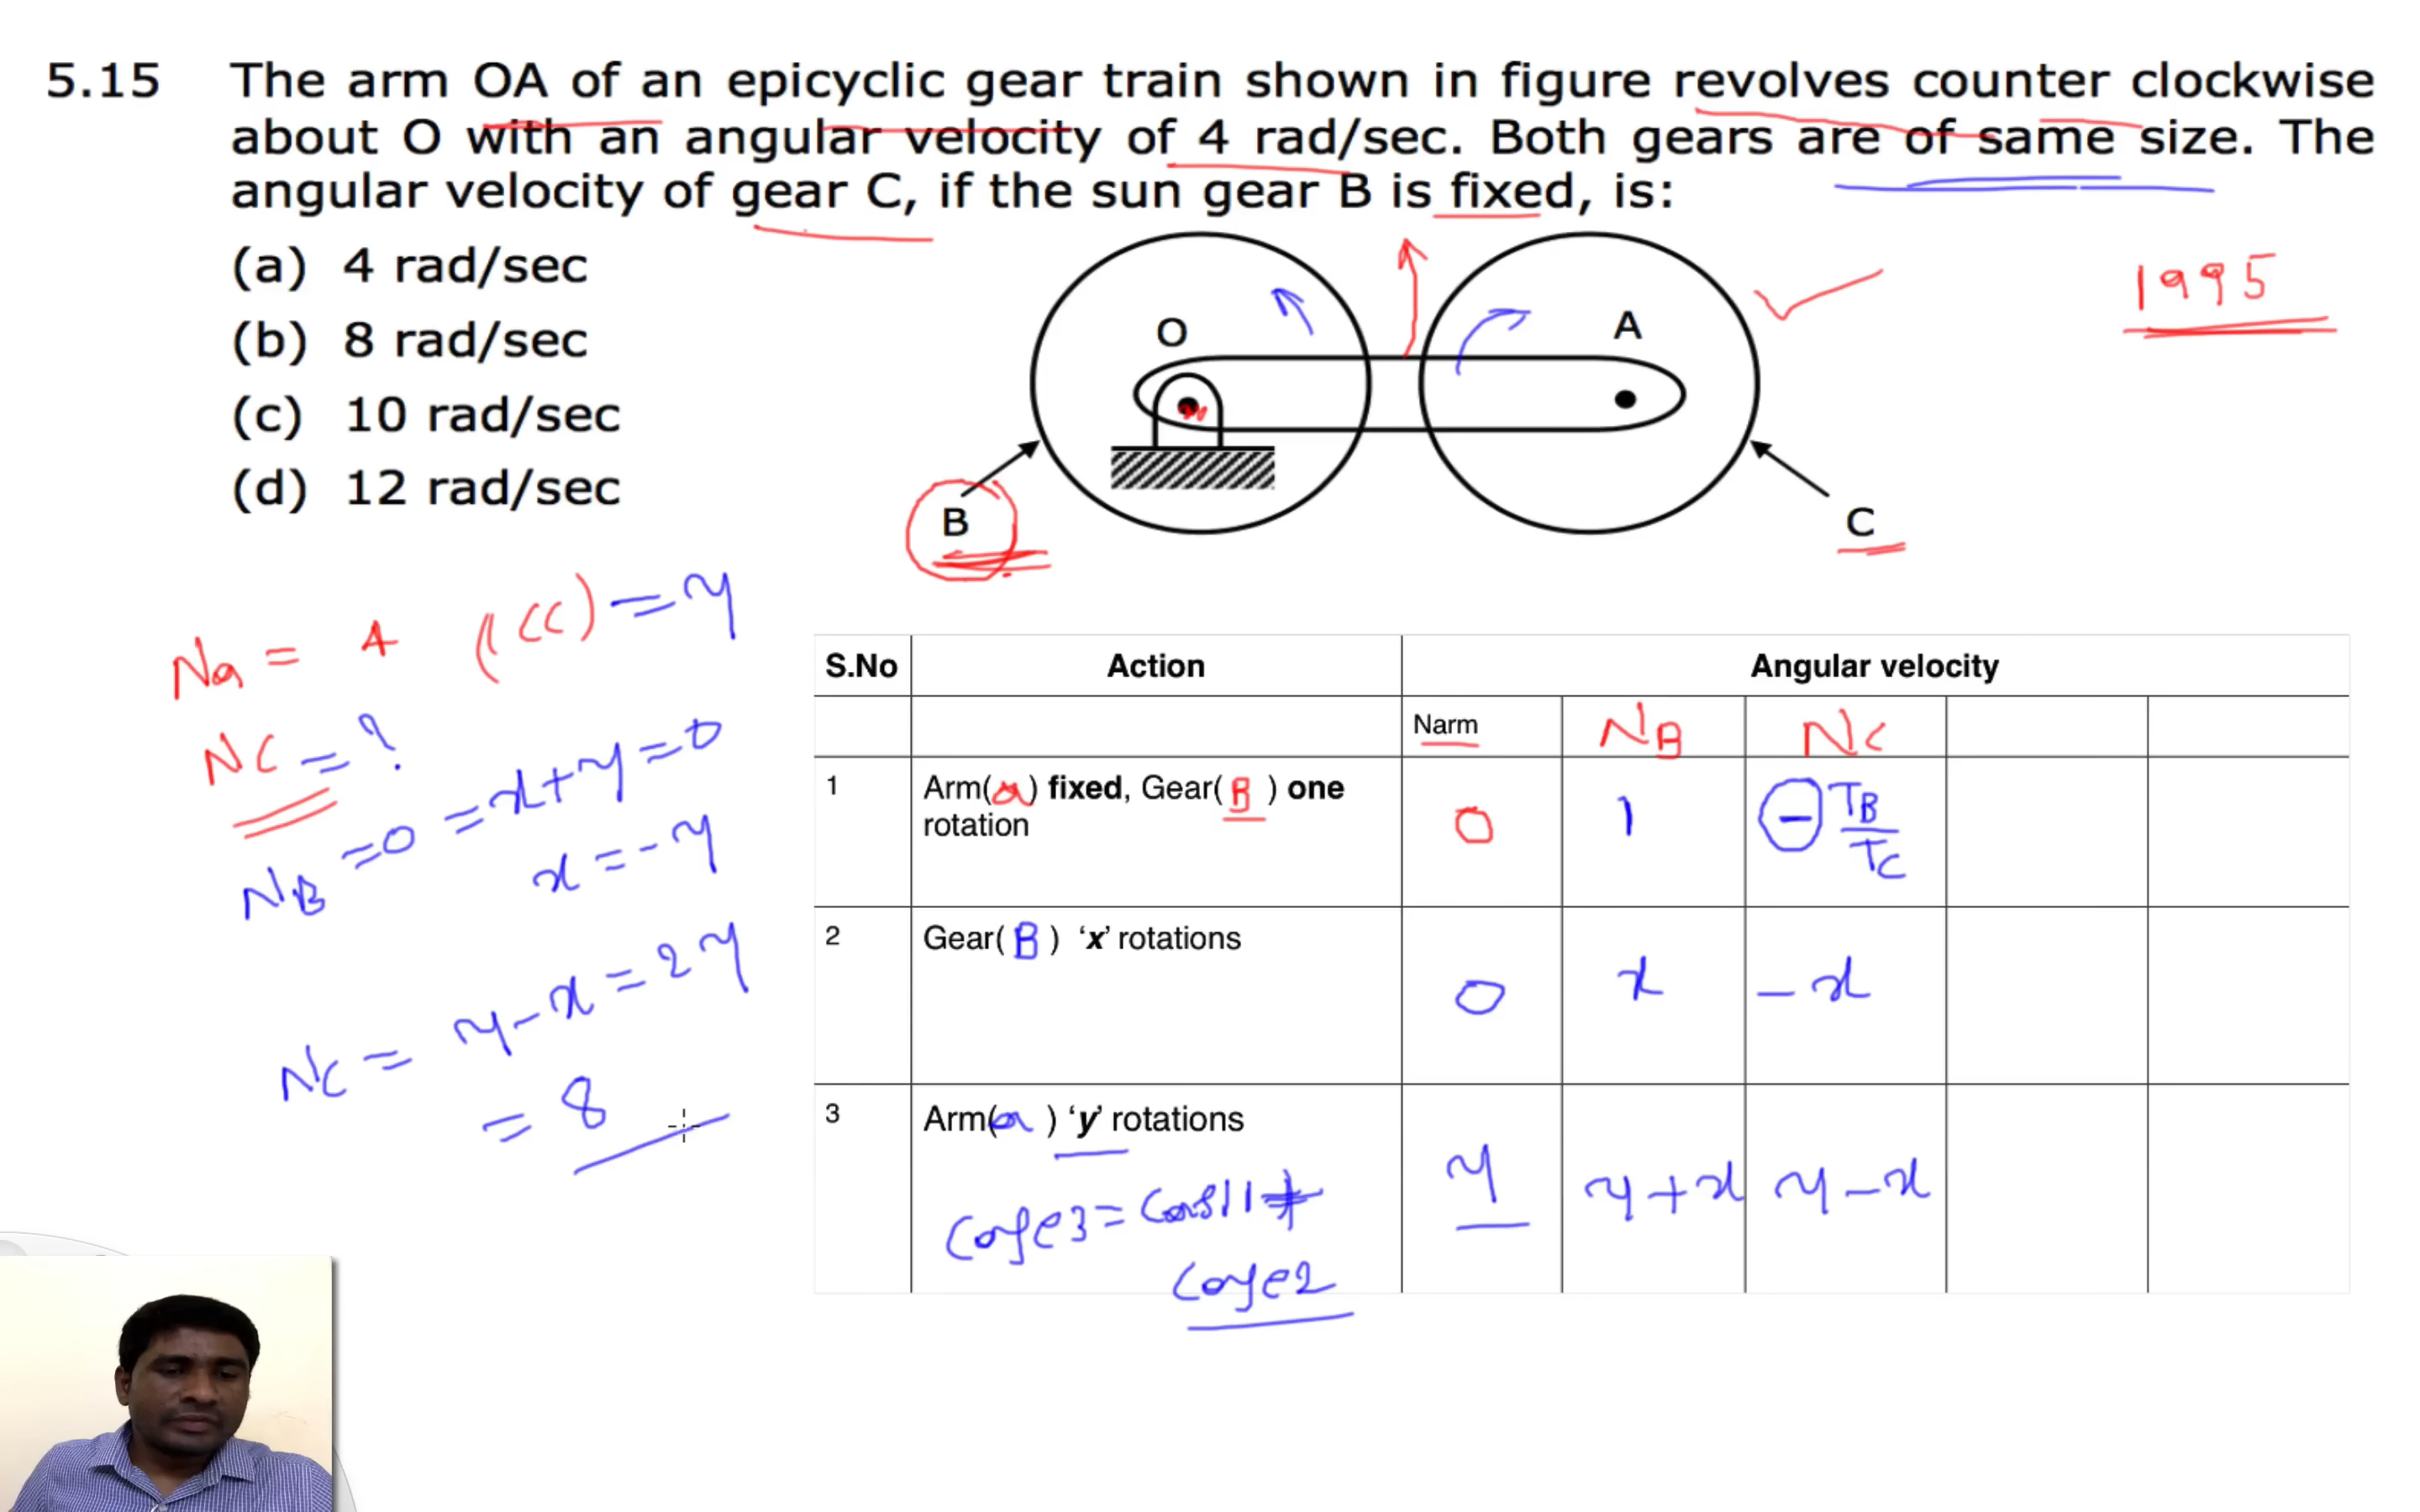 5.15 The arm OA of an epicyclic gear train shown in figure revolves counter clockwise
about O with an angular velocity of 4 rad/sec. Both gears are of same size. The
angular velocity of gear C, if the sun gear B is fixed, is:
(a) 4 rad/sec
(b) 8 rad/sec
(c) 10 rad/sec
(d) 12 rad/sec
O
A
B
C
1995
Na = 4 (CC) = y
NC = ?
NB = 0 = x + y = 0
x = - y
NC = y - x = 2y
= 8
S.No Action Angular velocity
Narm NB NC
1 Arm(a) fixed, Gear( B ) one rotation 0 1 - TB/TC
2 Gear( B ) ‘x’ rotations 0 x - x
3 Arm(a ) ‘y’ rotations y y + x y - x